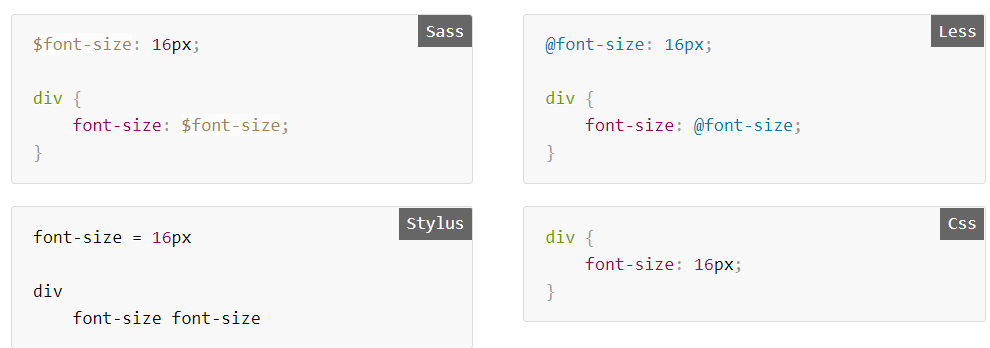 Sass
$font-size: 16px;
div {
    font-size: $font-size;
}
Less
@font-size: 16px;
div {
    font-size: @font-size;
}
Stylus
font-size = 16px
div
    font-size font-size
Css
div {
    font-size: 16px;
}